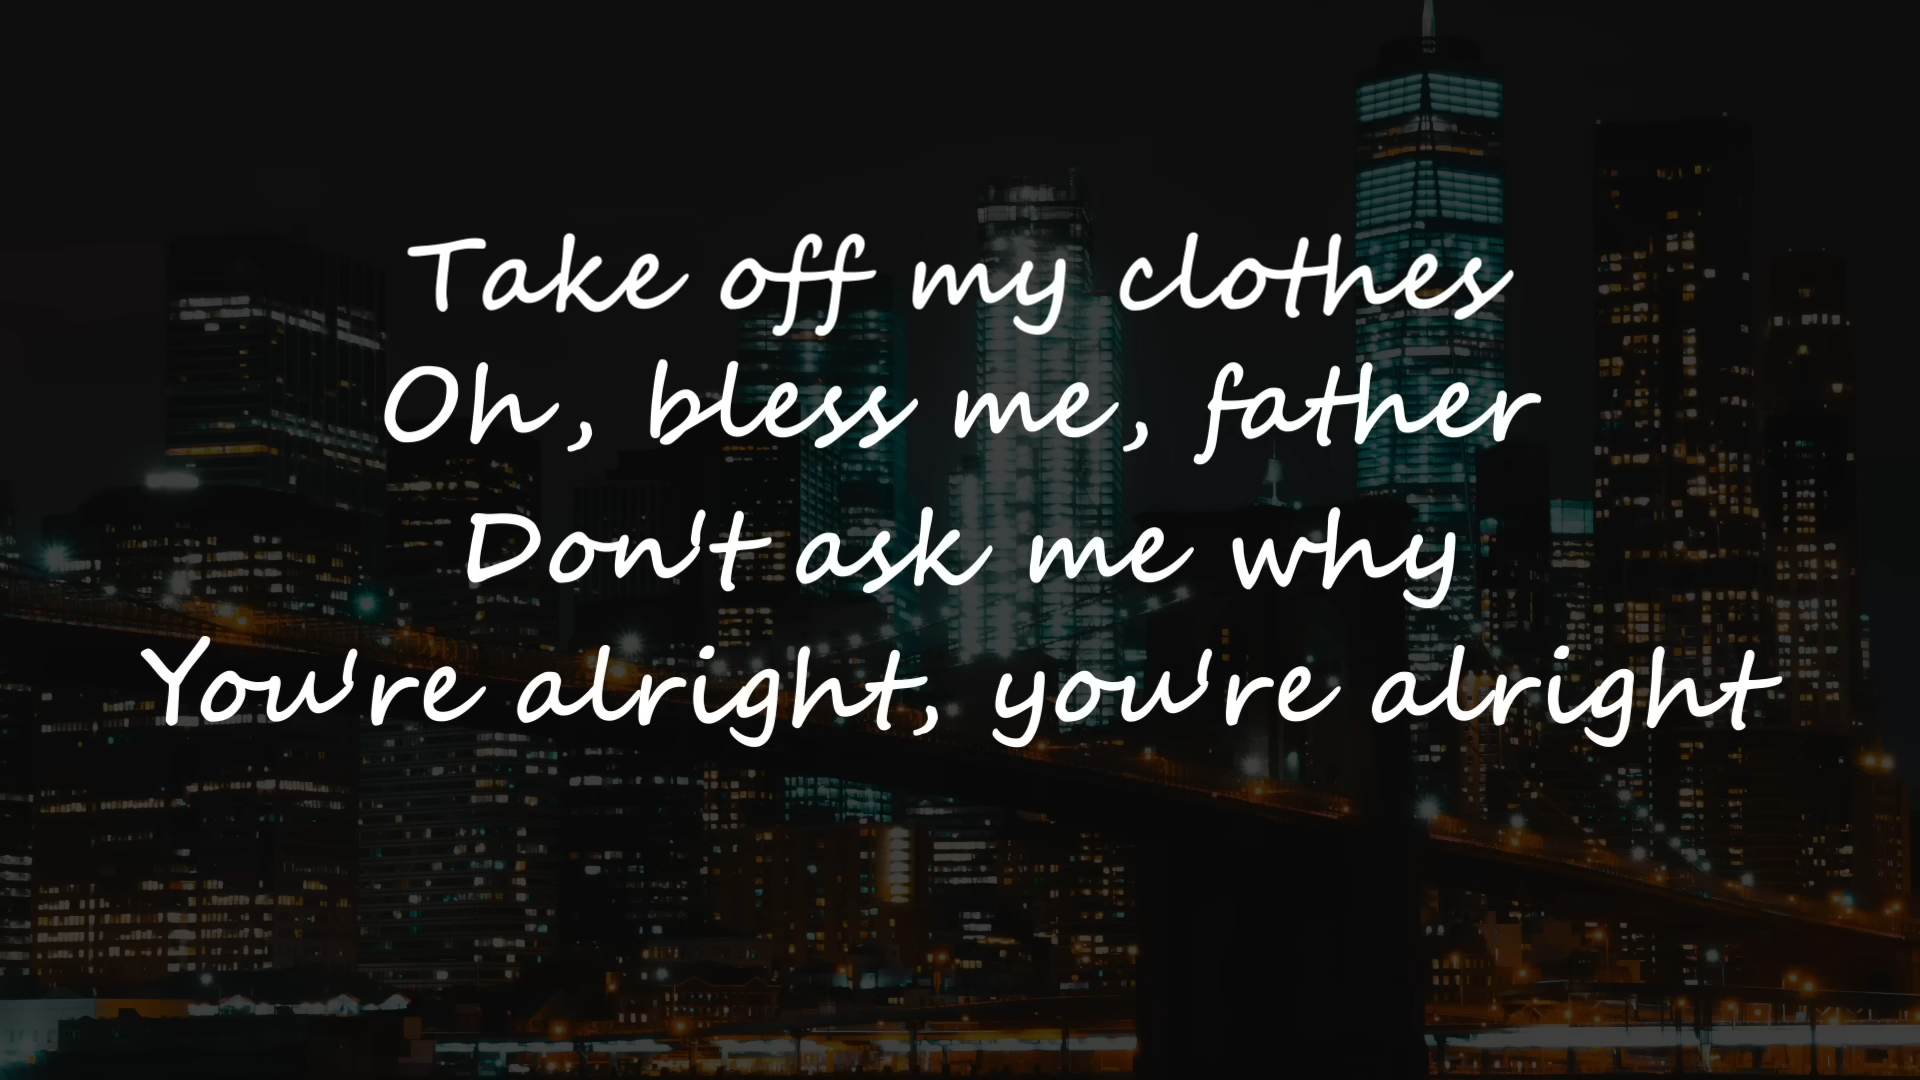 Take off my clothes
Oh, bless me, father
Don't ask me why
You're alright, you're alright